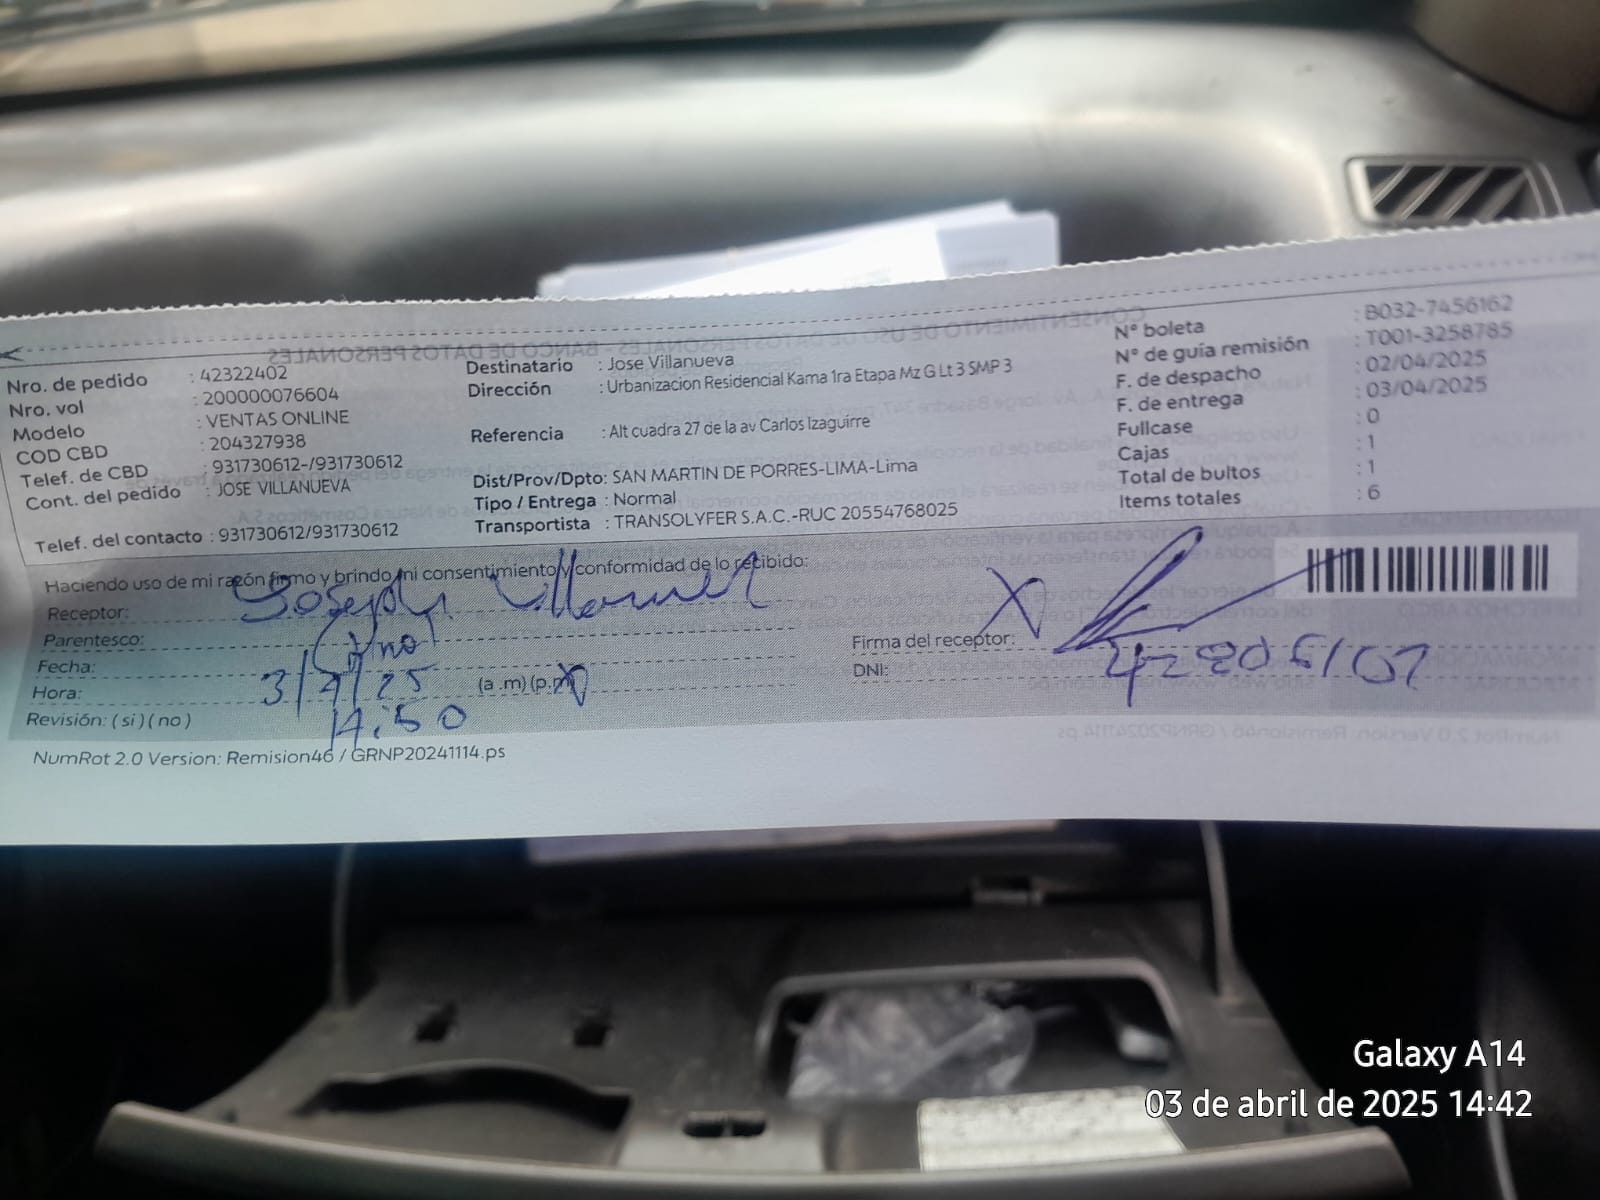 Nro. de pedido : 42322402
Nro. vol : 200000076604
Modelo : VENTAS ONLINE
COD CBD : 204327938
Telef. de CBD : 931730612-/931730612
Cont. del pedido : JOSE VILLANUEVA
Telef. del contacto : 931730612/931730612
Destinatario : Jose Villanueva
Dirección : Urbanizacion Residencial Kama 1ra Etapa Mz G Lt 3 SMP 3
Referencia : Alt cuadra 27 de la av Carlos Izaguirre
Dist/Prov/Dpto: SAN MARTIN DE PORRES-LIMA-Lima
Tipo / Entrega : Normal
Transportista : TRANSOLYFER S.A.C.-RUC 20554768025
N° boleta : B032-7456162
N° de guía remisión : T001-3258785
F. de despacho : 02/04/2025
F. de entrega : 03/04/2025
Fullcase : 0
Cajas : 1
Total de bultos : 1
Items totales : 6
Haciendo uso de mi razón firmo y brindo mi consentimiento y conformidad de lo recibido:
Receptor: Joseph
Parentesco:
Fecha: 3/4/25
Hora: 14:50 (a.m)(p.m)
Revisión: (si)(no)
Firma del receptor: X
DNI:
NumRot 2.0 Version: Remision46 / GRNP20241114.ps
Galaxy A14
03 de abril de 2025 14:42